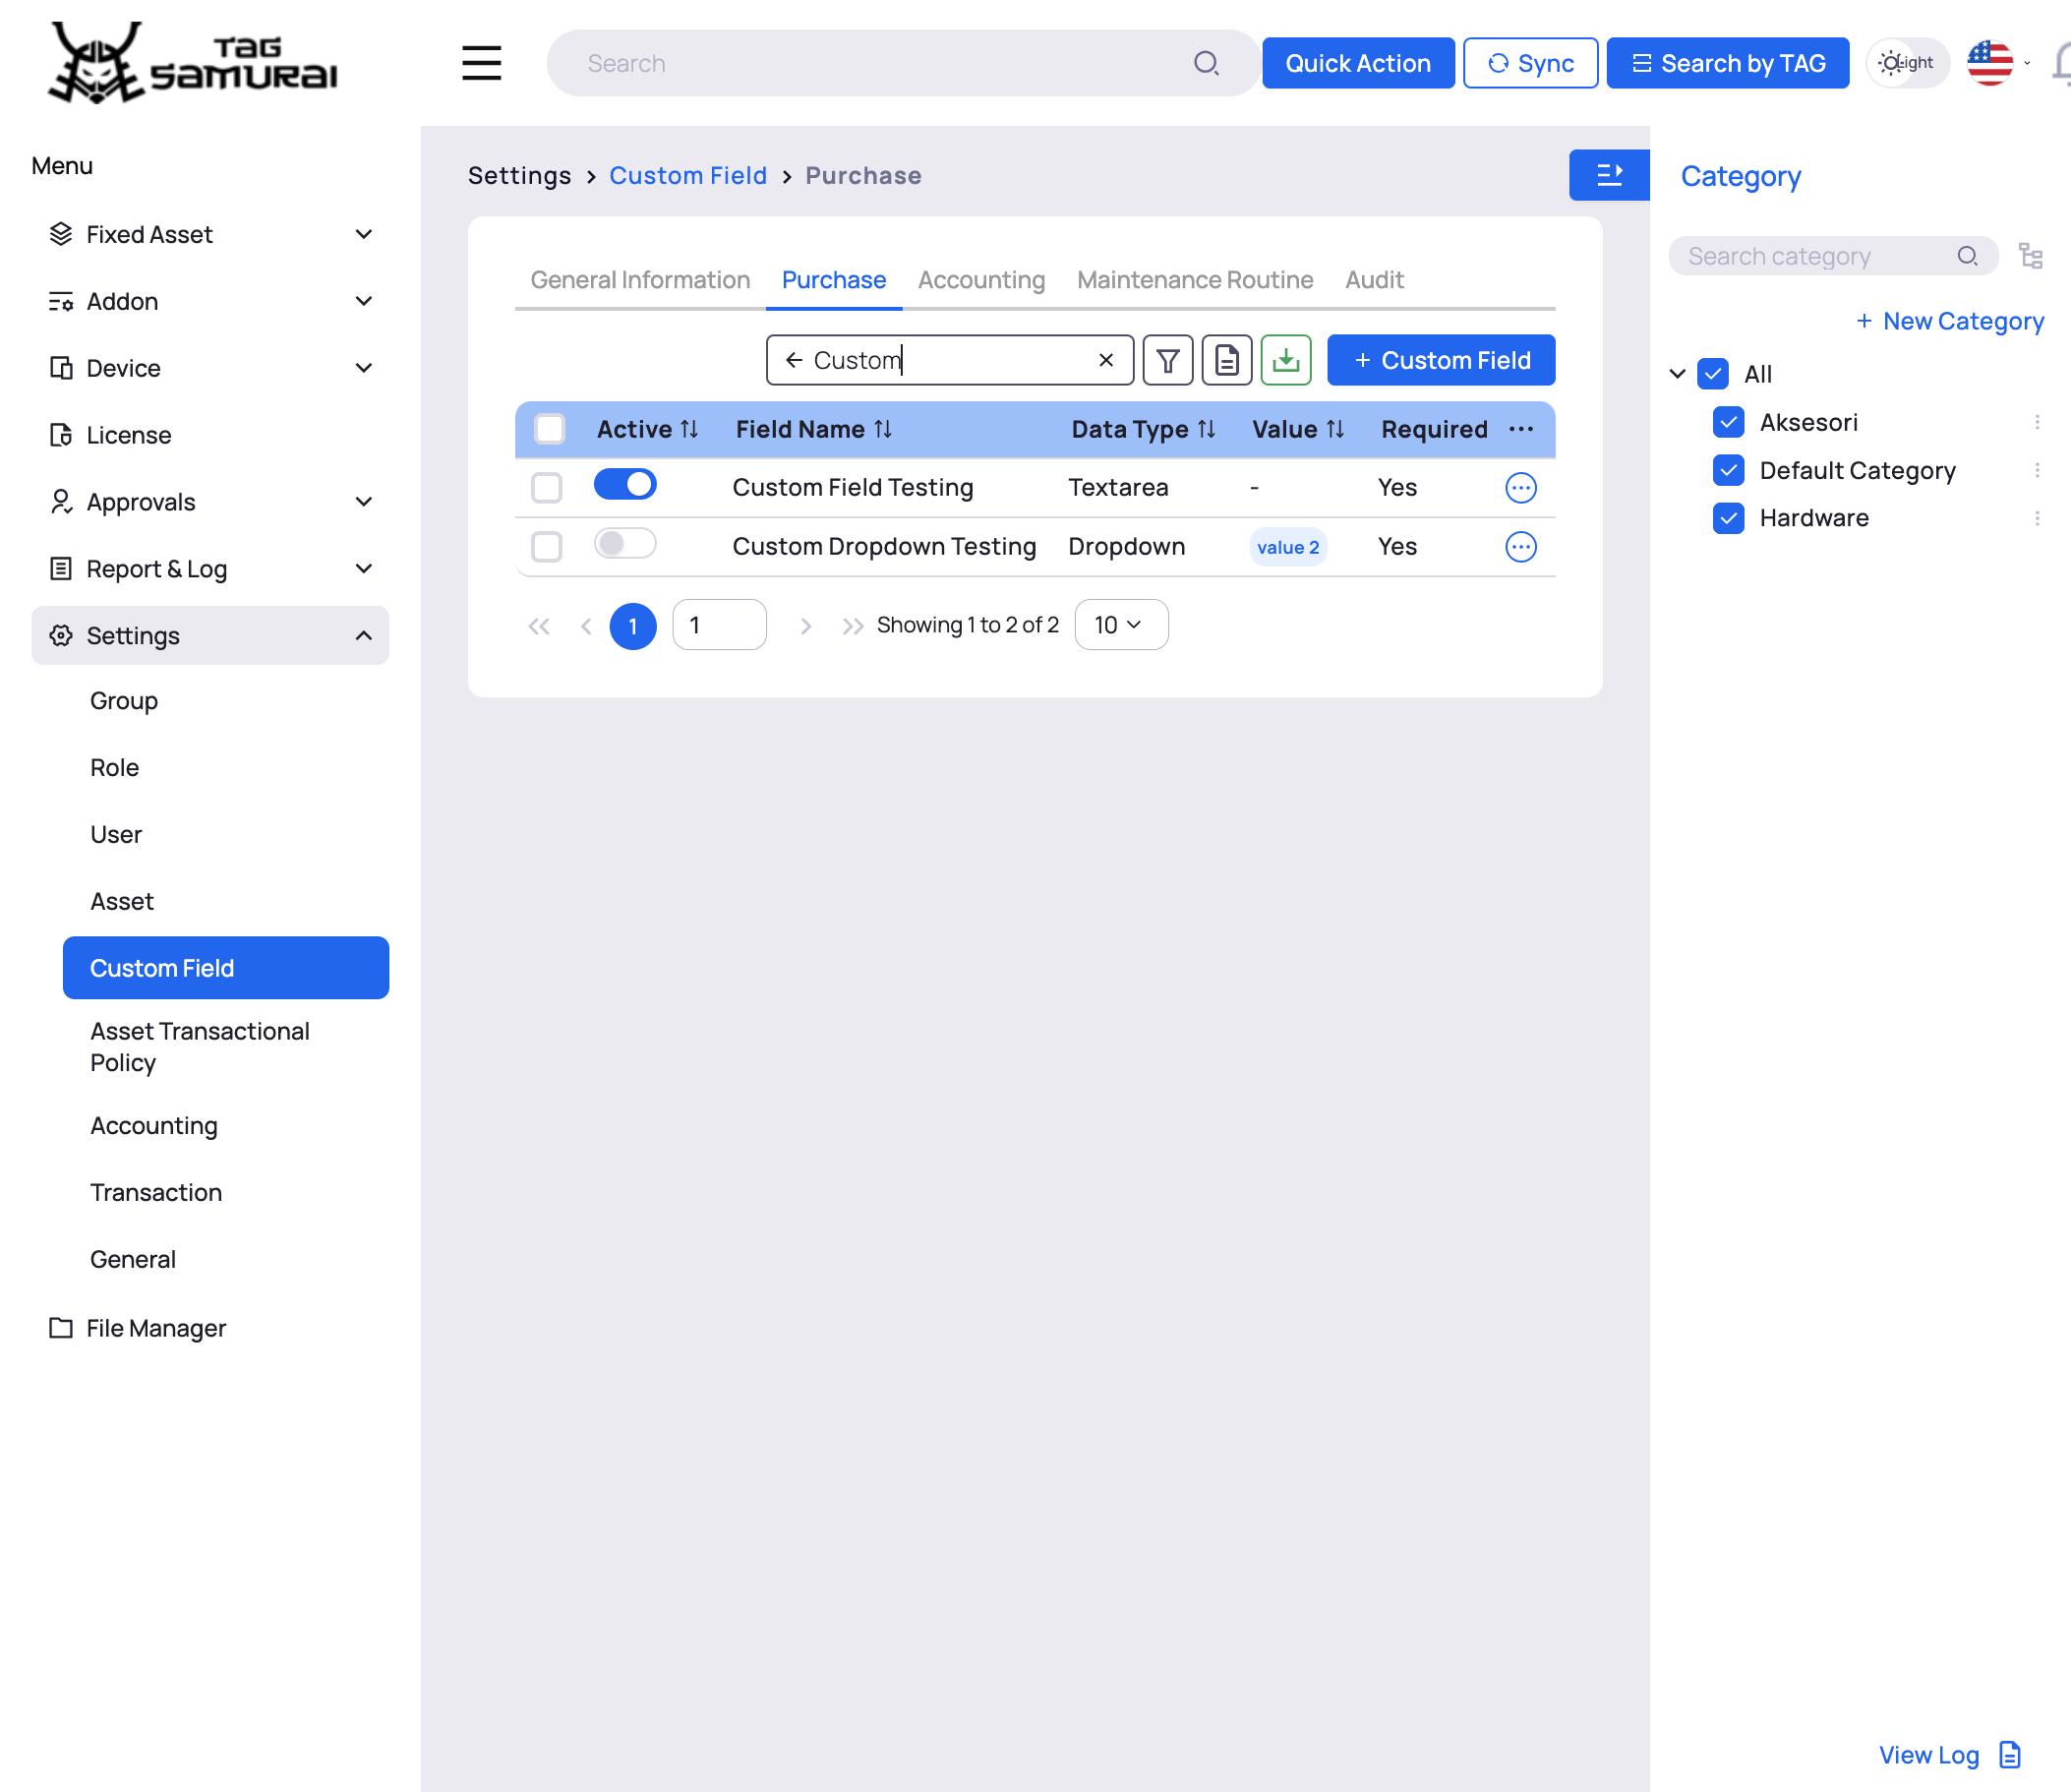 TAG
SAMURAI
Search
Quick Action
Sync
Search by TAG
Light
Menu
Fixed Asset
Addon
Device
License
Approvals
Report & Log
Settings
Group
Role
User
Asset
Custom Field
Asset Transactional
Policy
Accounting
Transaction
General
File Manager
Settings > Custom Field > Purchase
General Information Purchase Accounting Maintenance Routine Audit
Custom
+ Custom Field
Active Field Name Data Type Value Required
Custom Field Testing Textarea - Yes
Custom Dropdown Testing Dropdown value 2 Yes
1 1 Showing 1 to 2 of 2 10
Category
Search category
+ New Category
All
Aksesori
Default Category
Hardware
View Log